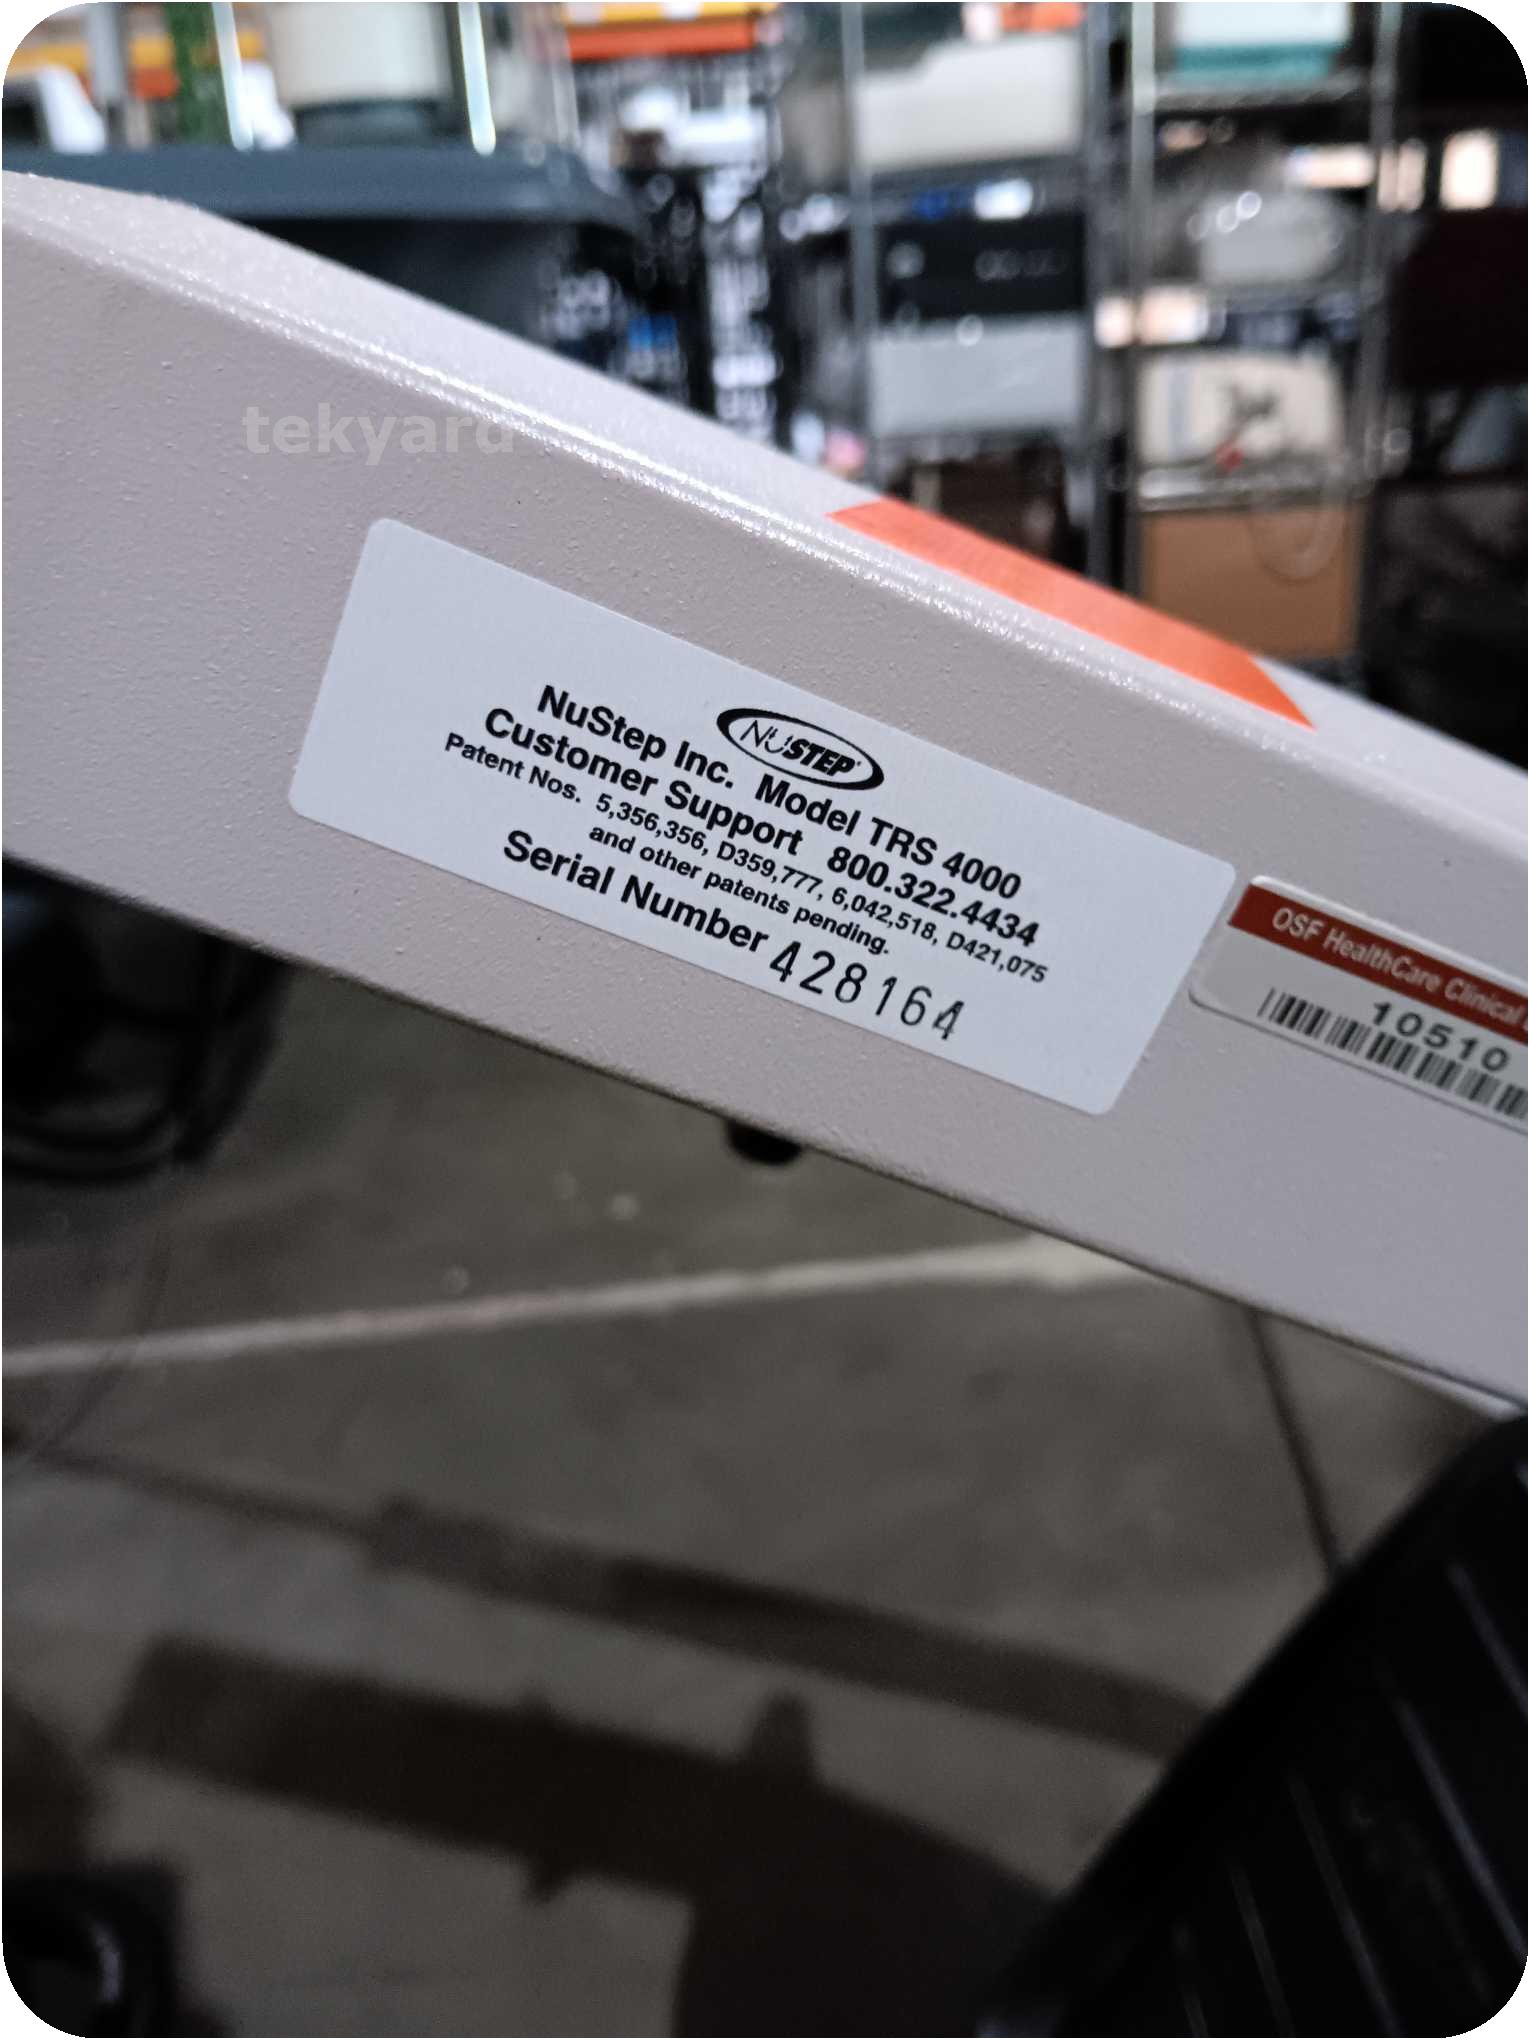 tekyard
NUSTEP
NuStep Inc. Model TRS 4000
Customer Support 800.322.4434
Patent Nos. 5,356,356, D359,777, 6,042,518, D421,075
and other patents pending.
Serial Number 428164
OSF HealthCare Clinical
10510